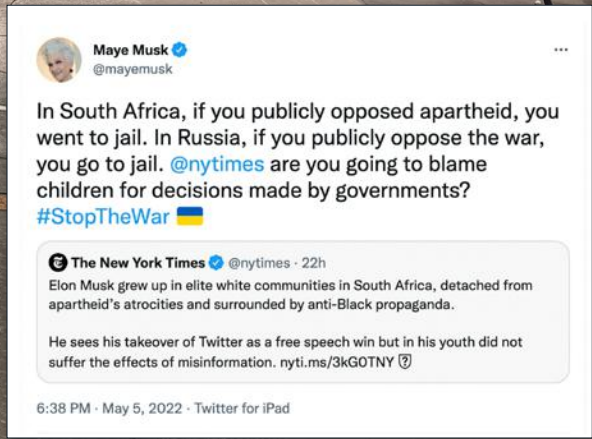 Maye Musk
@mayemusk
In South Africa, if you publicly opposed apartheid, you
went to jail. In Russia, if you publicly oppose the war,
you go to jail. @nytimes are you going to blame
children for decisions made by governments?
#StopTheWar 🇺🇦
The New York Times @nytimes · 22h
Elon Musk grew up in elite white communities in South Africa, detached from
apartheid’s atrocities and surrounded by anti-Black propaganda.
He sees his takeover of Twitter as a free speech win but in his youth did not
suffer the effects of misinformation. nyti.ms/3kG0TNY
6:38 PM · May 5, 2022 · Twitter for iPad